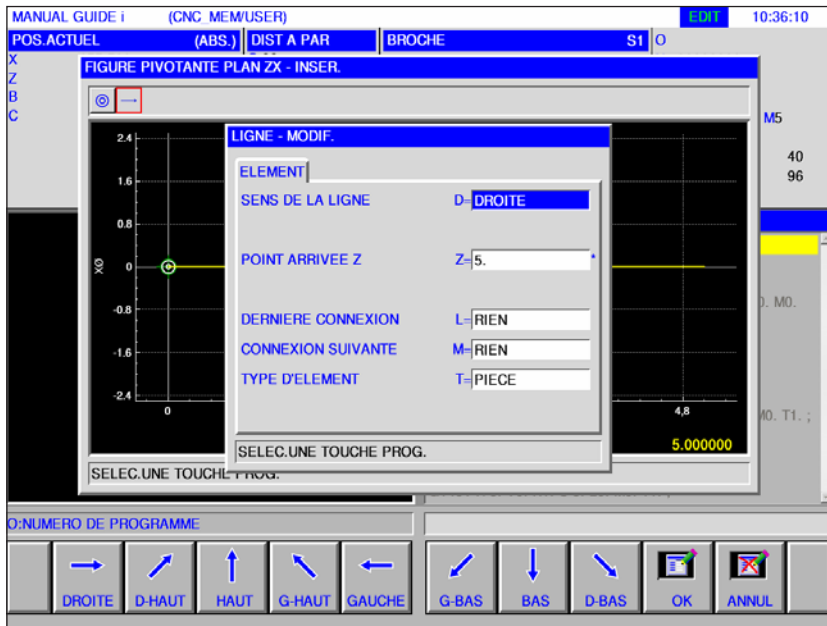 MANUAL GUIDE i (CNC_MEM/USER) EDIT 10:36:10
POS.ACTUEL (ABS.) DIST A PAR BROCHE S1 O
X
Z
B
C
FIGURE PIVOTANTE PLAN ZX - INSER.
M5
40
96
LIGNE - MODIF.
ELEMENT
SENS DE LA LIGNE D=DROITE
POINT ARRIVEE Z Z=5. *
DERNIERE CONNEXION L=RIEN
CONNEXION SUIVANTE M=RIEN
TYPE D'ELEMENT T=PIECE
SELEC.UNE TOUCHE PROG.
2.4
1.6
0.8
XØ 0
-0.8
-1.6
-2.4
0 4,8
5.000000
0. M0.
M0. T1. ;
SELEC.UNE TOUCHE PROG.
O:NUMERO DE PROGRAMME
DROITE D-HAUT HAUT G-HAUT GAUCHE G-BAS BAS D-BAS OK ANNUL